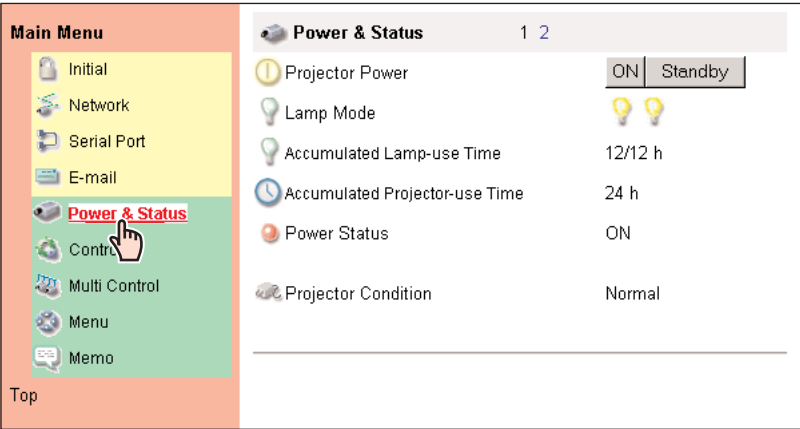 Main Menu
Initial
Network
Serial Port
E-mail
Power & Status
Multi Control
Menu
Memo
Top
Power & Status 1 2
Projector Power ON Standby
Lamp Mode
Accumulated Lamp-use Time 12/12 h
Accumulated Projector-use Time 24 h
Power Status ON
Projector Condition Normal